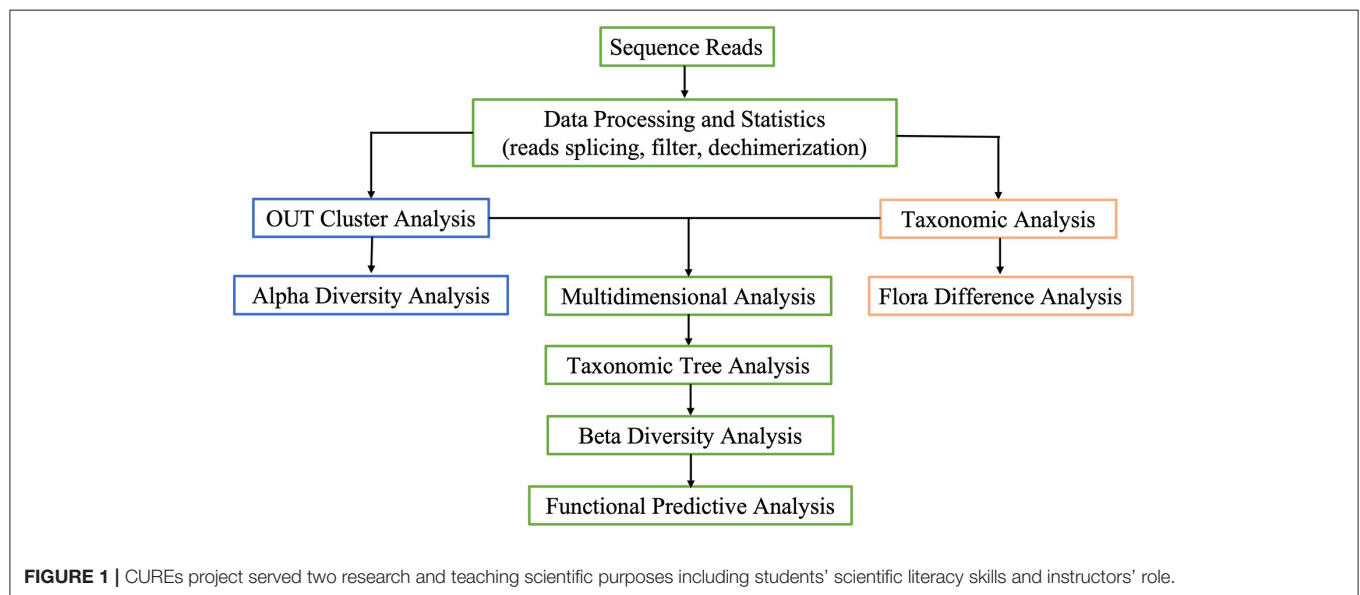 Sequence Reads
Data Processing and Statistics
(reads splicing, filter, dechimerization)
OUT Cluster Analysis
Taxonomic Analysis
Alpha Diversity Analysis
Multidimensional Analysis
Flora Difference Analysis
Taxonomic Tree Analysis
Beta Diversity Analysis
Functional Predictive Analysis
FIGURE 1 | CUREs project served two research and teaching scientific purposes including students’ scientific literacy skills and instructors’ role.